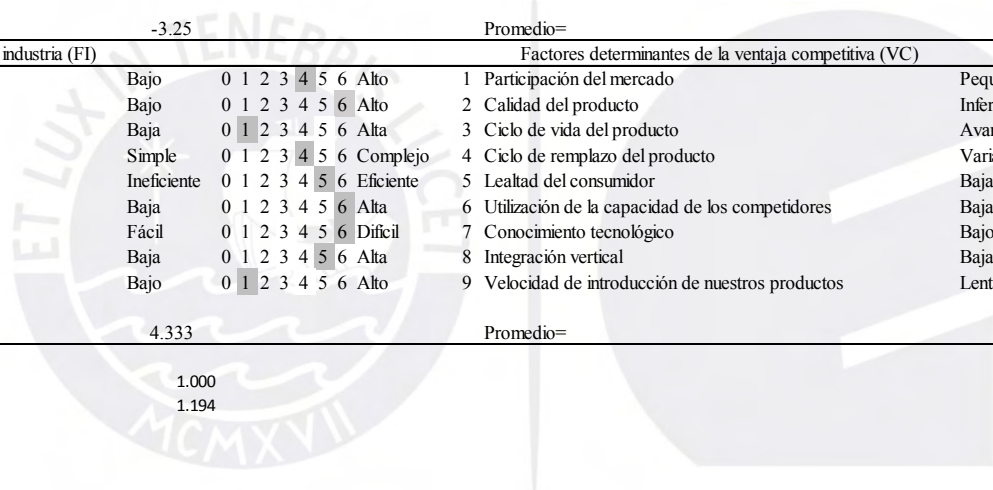 -3.25 Promedio=
industria (FI) Factores determinantes de la ventaja competitiva (VC)
Bajo 0 1 2 3 4 5 6 Alto 1 Participación del mercado
Bajo 0 1 2 3 4 5 6 Alto 2 Calidad del producto
Baja 0 1 2 3 4 5 6 Alta 3 Ciclo de vida del producto
Simple 0 1 2 3 4 5 6 Complejo 4 Ciclo de remplazo del producto
Ineficiente 0 1 2 3 4 5 6 Eficiente 5 Lealtad del consumidor Baja
Baja 0 1 2 3 4 5 6 Alta 6 Utilización de la capacidad de los competidores Baja
Fácil 0 1 2 3 4 5 6 Difícil 7 Conocimiento tecnológico Bajo
Baja 0 1 2 3 4 5 6 Alta 8 Integración vertical Baja
Bajo 0 1 2 3 4 5 6 Alto 9 Velocidad de introducción de nuestros productos
4.333 Promedio=
1.000
1.194
ET LUX IN TENEBRIS LUCET
MCMXVII